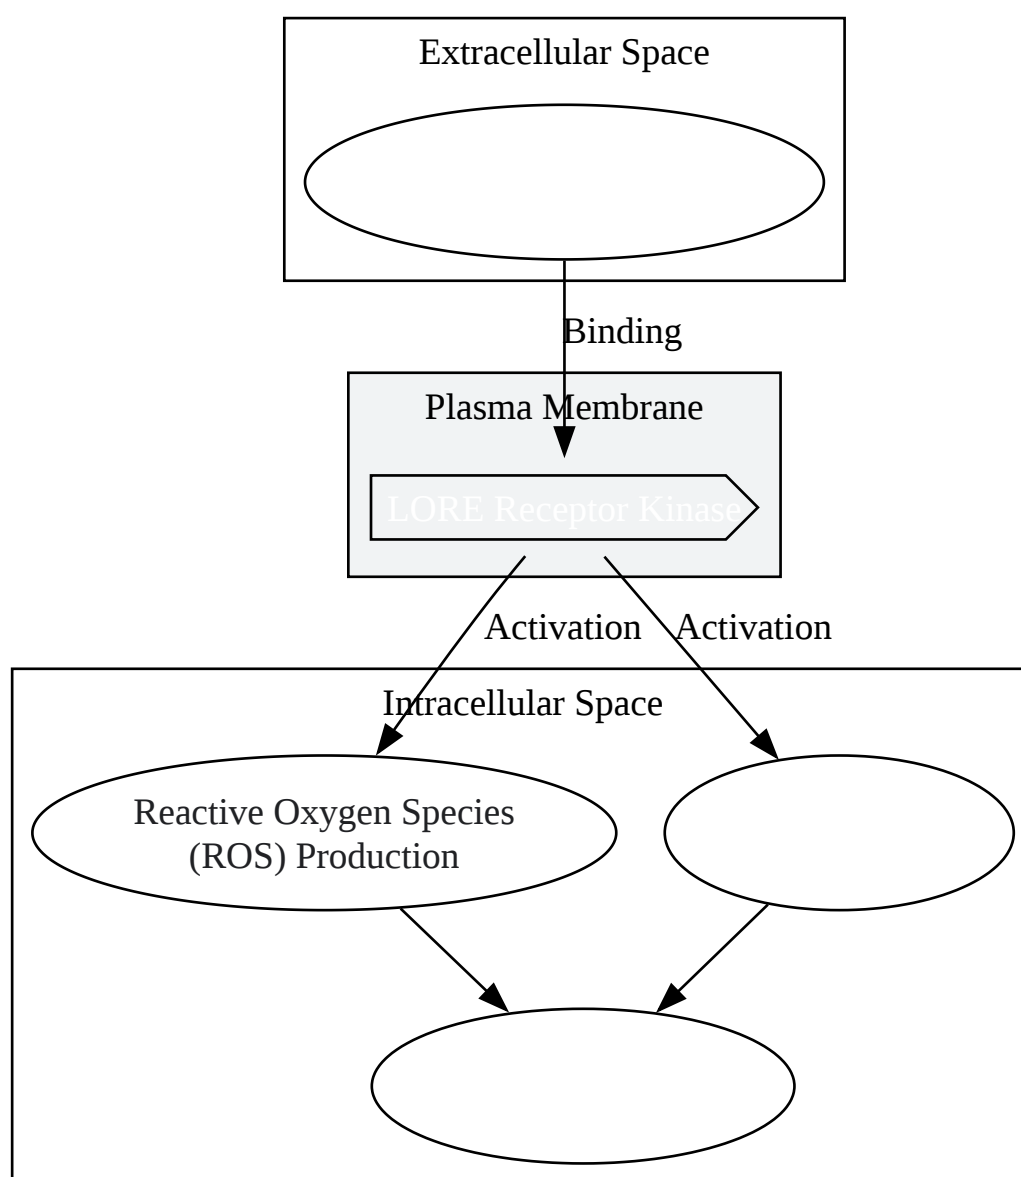 Extracellular Space
Binding
Plasma Membrane
LORE Receptor Kinase
Activation
Activation
Intracellular Space
Reactive Oxygen Species
(ROS) Production